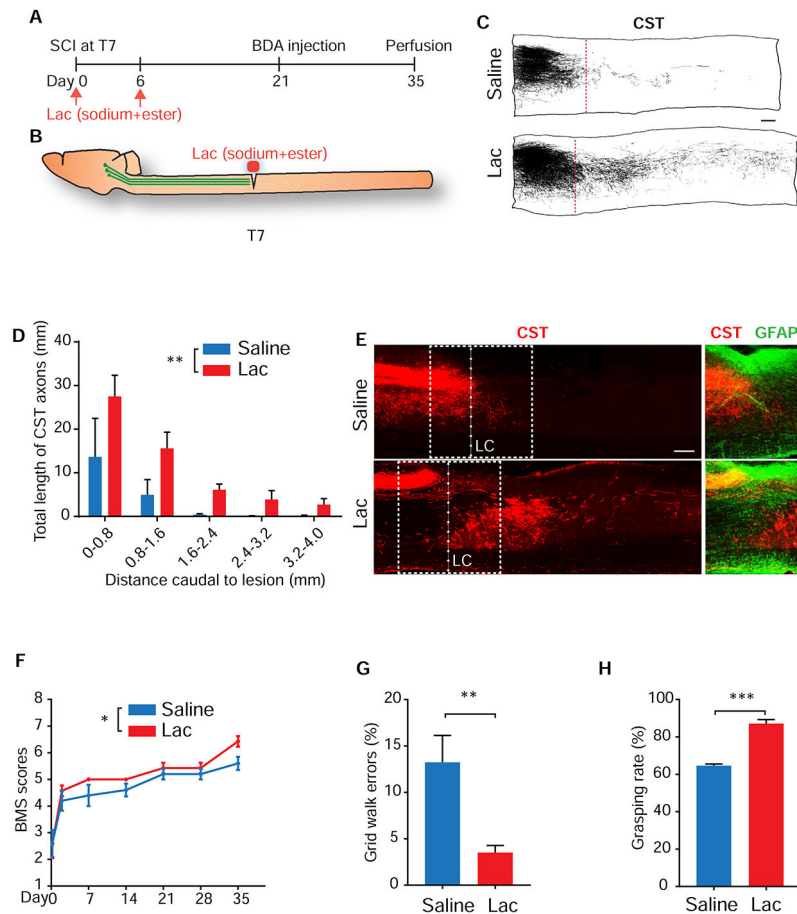 A
SCI at T7 BDA injection Perfusion
Day 0 6 21 35
Lac (sodium+ester)
B
Lac (sodium+ester)
T7
C
CST
Saline
Lac
D
Total length of CST axons (mm)
40
30
20
10
0
** Saline
Lac
0-0.8 0.8-1.6 1.6-2.4 2.4-3.2 3.2-4.0
Distance caudal to lesion (mm)
E
CST CST GFAP
Saline
LC
Lac
LC
F
BMS scores
8
7
6
5
4
3
2
1
* Saline
Lac
Day 0 7 14 21 28 35
G
Grid walk errors (%)
20
15
10
5
0
**
Saline Lac
H
Grasping rate (%)
100
80
60
40
20
0
***
Saline Lac